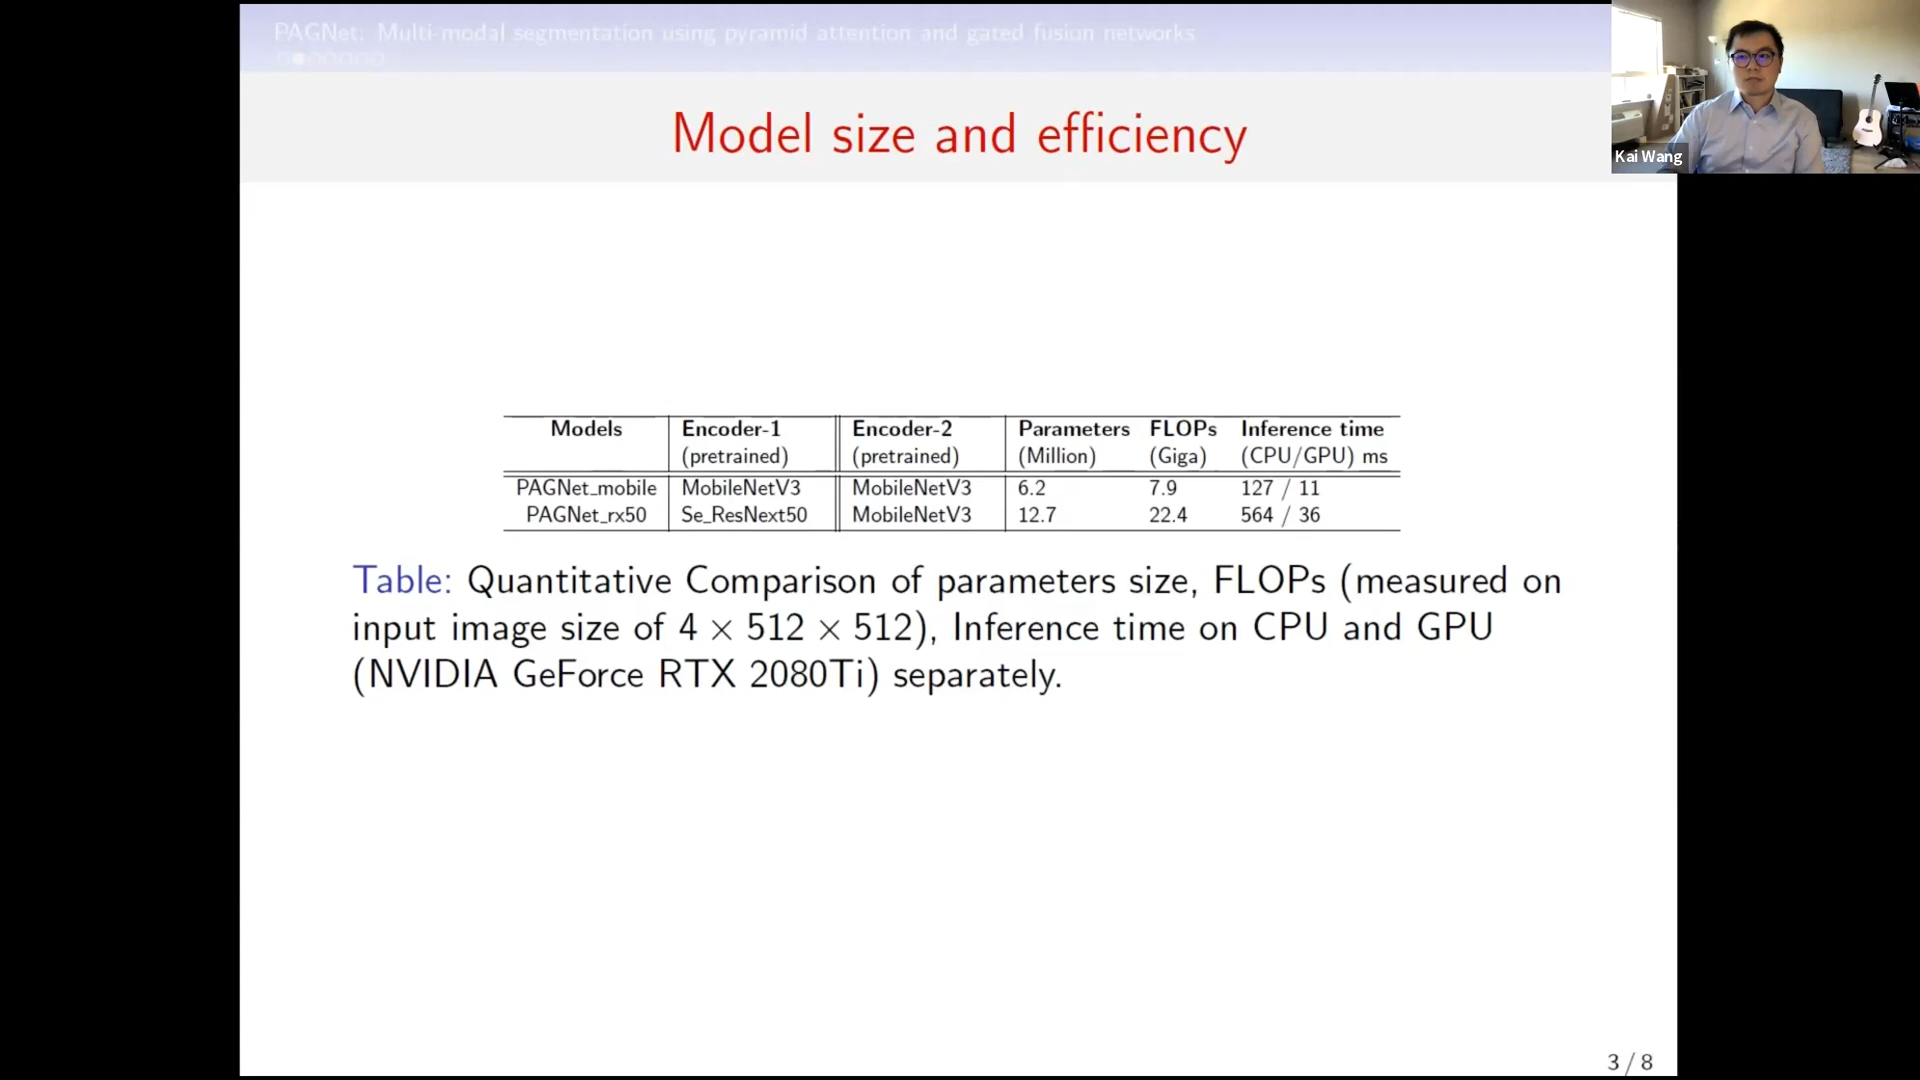 PAGNet: Multi-modal segmentation using pyramid attention and gated fusion networks
Kai Wang
Model size and efficiency
Models Encoder-1 Encoder-2 Parameters FLOPs Inference time
(pretrained) (pretrained) (Million) (Giga) (CPU/GPU) ms
PAGNet_mobile MobileNetV3 MobileNetV3 6.2 7.9 127 / 11
PAGNet_rx50 Se_ResNext50 MobileNetV3 12.7 22.4 564 / 36
Table: Quantitative Comparison of parameters size, FLOPs (measured on
input image size of 4 × 512 × 512), Inference time on CPU and GPU
(NVIDIA GeForce RTX 2080Ti) separately.
3 / 8